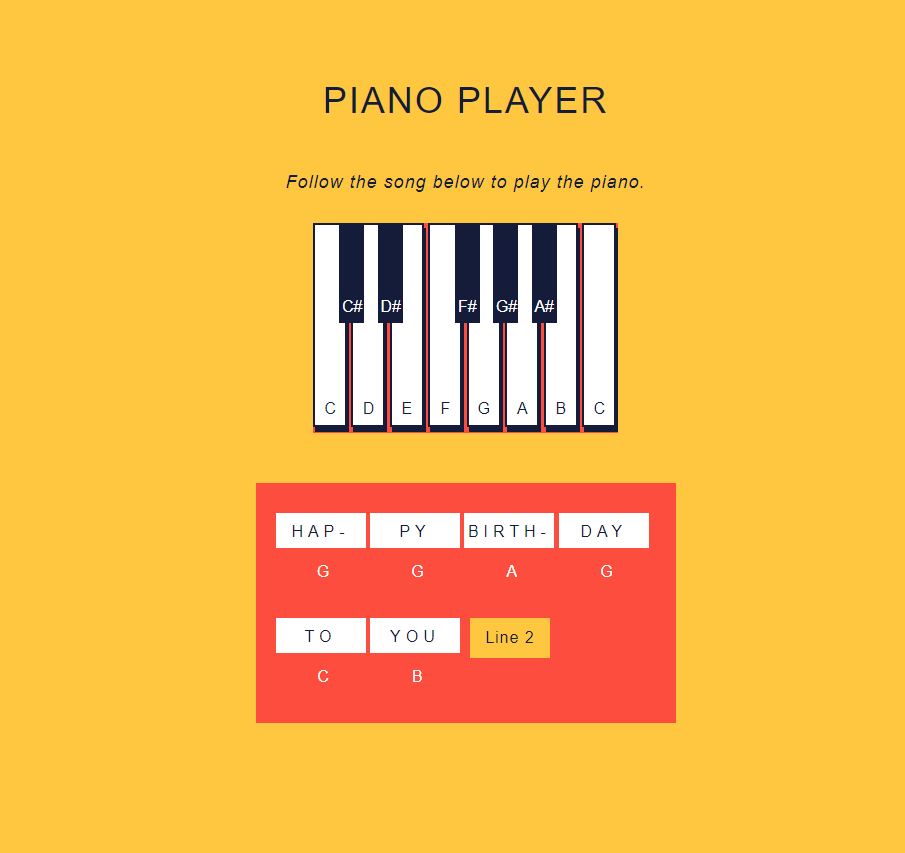 PIANO PLAYER
Follow the song below to play the piano.
C# D# F# G# A#
C D E F G A B C
HAP- PY BIRTH- DAY
G G A G
TO YOU Line 2
C B